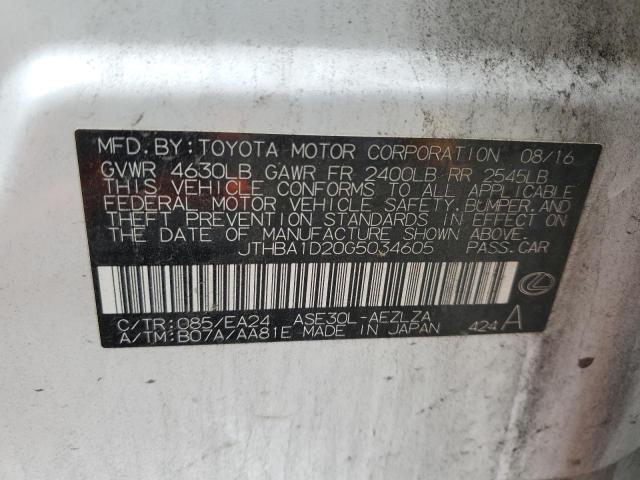 MFD. BY: TOYOTA MOTOR CORPORATION 08/16
GVWR 4630LB GAWR FR 2400LB RR 2545LB
THIS VEHICLE CONFORMS TO ALL APPLICABLE
FEDERAL MOTOR VEHICLE SAFETY, BUMPER, AND
THEFT PREVENTION STANDARDS IN EFFECT ON
THE DATE OF MANUFACTURE SHOWN ABOVE.
JTHBA1D20G5034605 PASS.CAR
C/TR: 085/EA24 ASE30L-AEZLZA
A/TM: B07A/AA81E MADE IN JAPAN 424 A